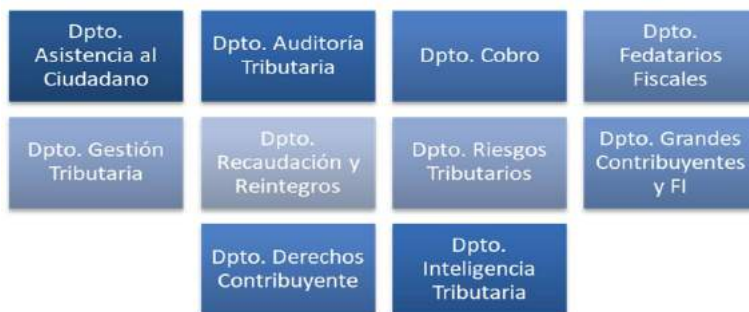 Dpto.
Asistencia al
Ciudadano
Dpto. Auditoría
Tributaria
Dpto. Cobro
Dpto.
Fedatarios
Fiscales
Dpto. Gestión
Tributaria
Dpto.
Recaudación y
Reintegros
Dpto. Riesgos
Tributarios
Dpto. Grandes
Contribuyentes
y FI
Dpto. Derechos
Contribuyente
Dpto.
Inteligencia
Tributaria